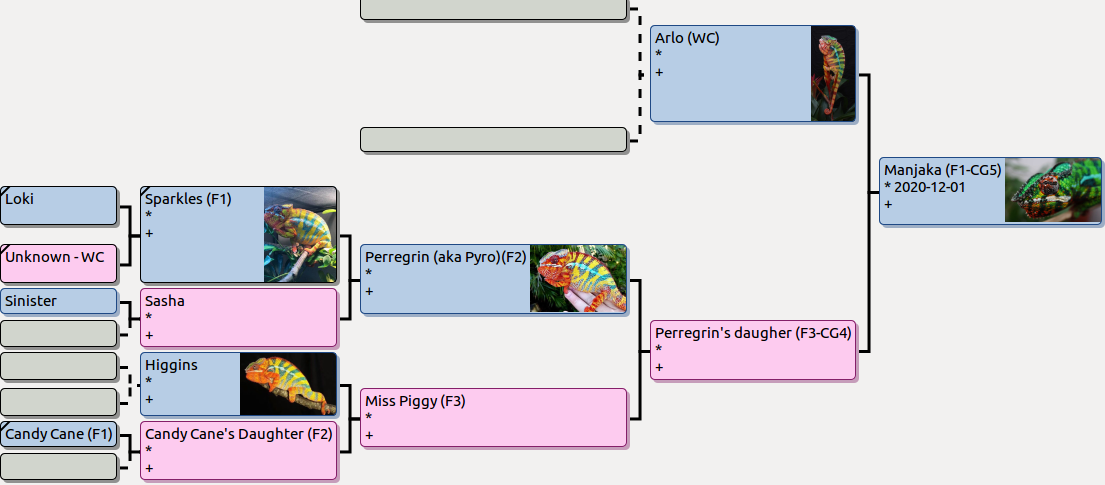 Arlo (WC)
*
+
Manjaka (F1-CG5)
* 2020-12-01
+
Loki
Sparkles (F1)
*
+
Unknown - WC
Perregrin (aka Pyro)(F2)
*
+
Sinister
Sasha
*
+
Perregrin's daugher (F3-CG4)
*
+
Higgins
*
+
Miss Piggy (F3)
*
+
Candy Cane (F1)
Candy Cane's Daughter (F2)
*
+